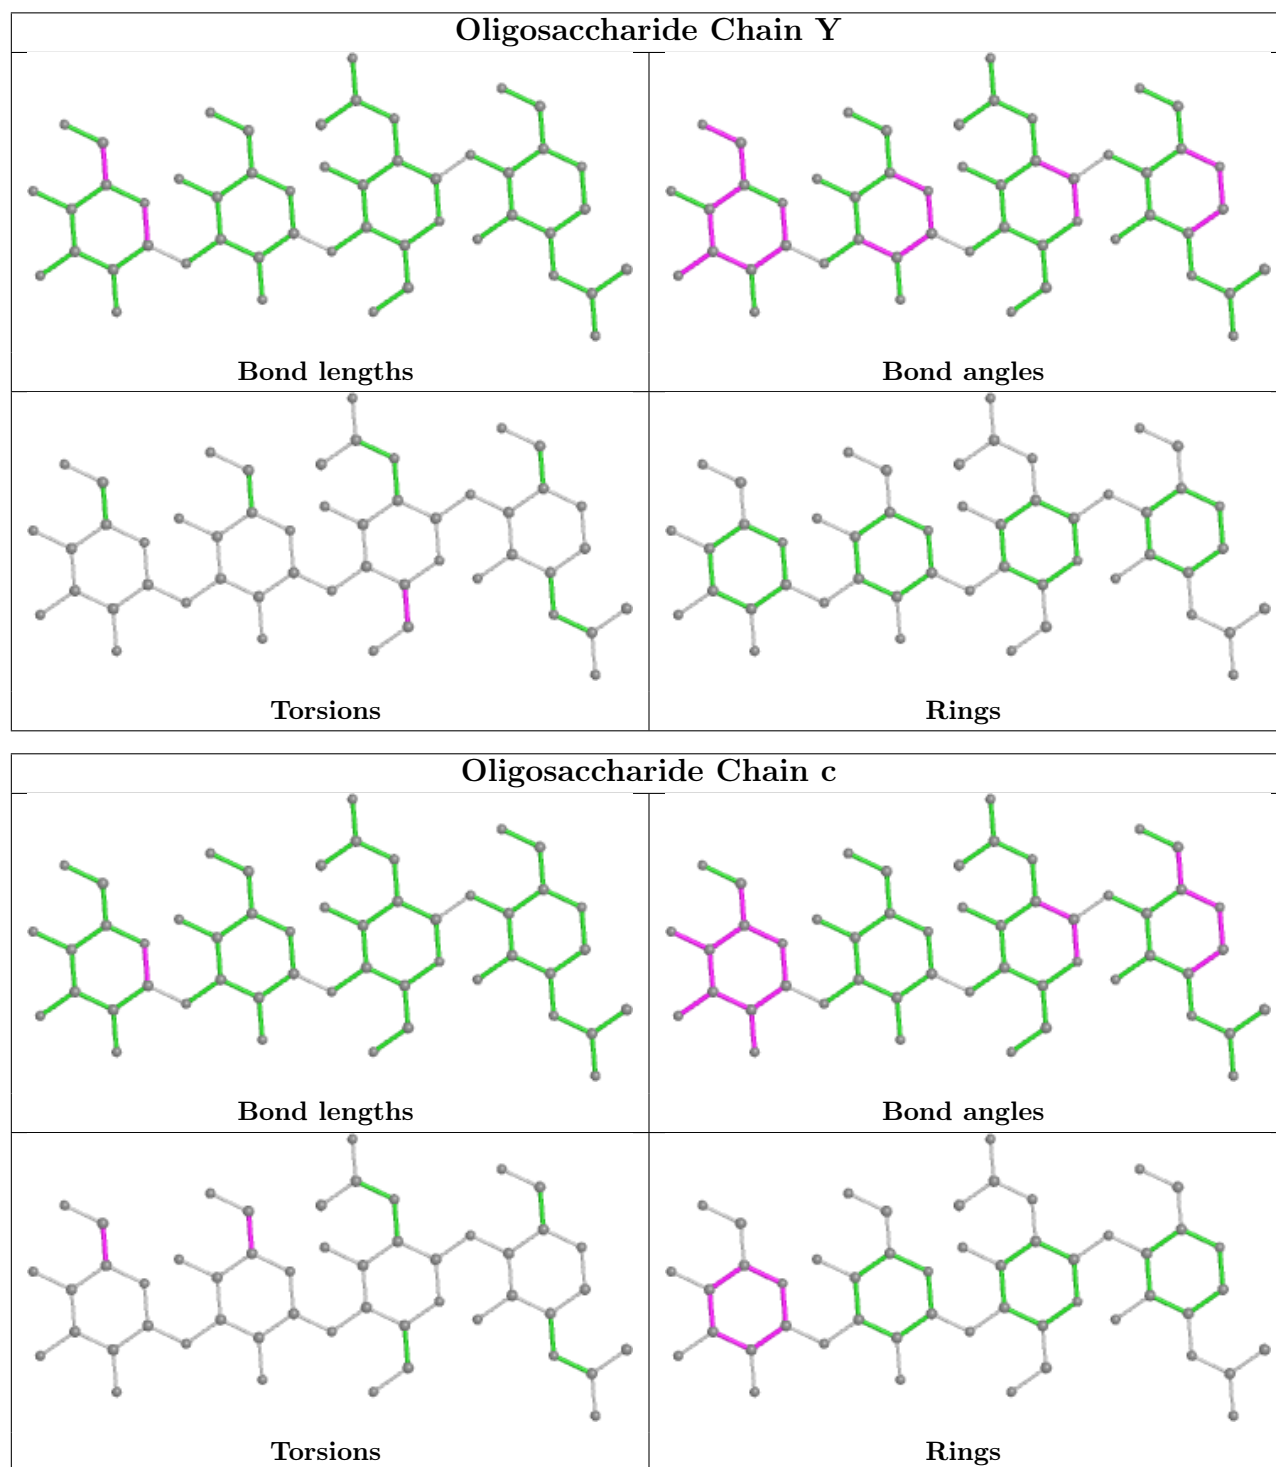 Oligosaccharide Chain Y
Bond lengths
Bond angles
Torsions
Rings
Oligosaccharide Chain c
Bond lengths
Bond angles
Torsions
Rings